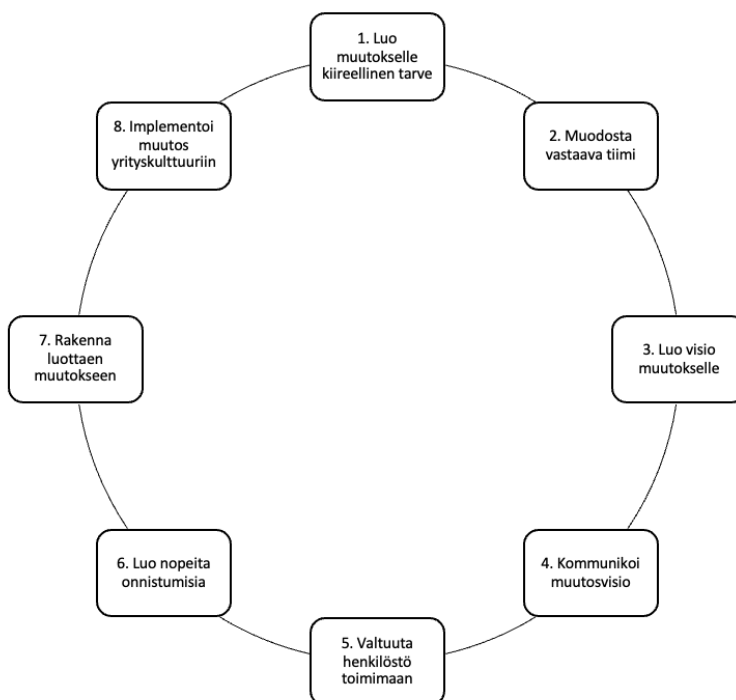 1. Luo
muutokselle
kiireellinen tarve
2. Muodosta
vastaava tiimi
3. Luo visio
muutokselle
4. Kommunikoi
muutosvisio
5. Valtuuta
henkilöstö
toimimaan
6. Luo nopeita
onnistumisia
7. Rakenna
luottaen
muutokseen
8. Implementoi
muutos
yrityskulttuuriin